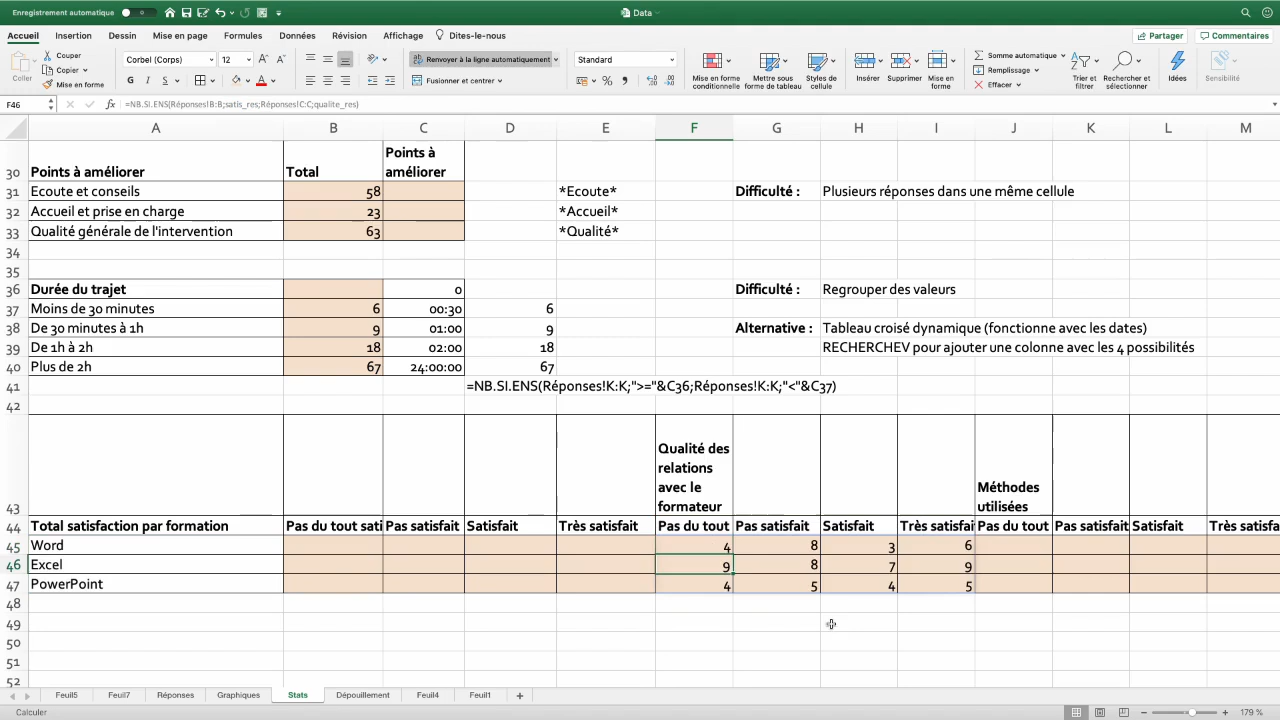 Enregistrement automatique
Data
Accueil Insertion Dessin Mise en page Formules Données Révision Affichage Dites-le-nous
Partager Commentaires
Coller
Couper
Copier
Mise en forme
Corbel (Corps) 12
G I S
Renvoyer à la ligne automatiquement
Fusionner et centrer
Standard
Mise en forme conditionnelle
Mettre sous forme de tableau
Styles de cellule
Insérer
Supprimer
Mise en forme
Somme automatique
Remplissage
Effacer
Trier et filtrer
Rechercher et sélectionner
Idées
Sensibilité
F46 fx =NB.SI.ENS(Réponses!B:B;satis_res;Réponses!C:C;qualite_res)
A B C D E F G H I J K L M
30 Points à améliorer Total Points à améliorer
31 Ecoute et conseils 58 *Ecoute* Difficulté : Plusieurs réponses dans une même cellule
32 Accueil et prise en charge 23 *Accueil*
33 Qualité générale de l'intervention 63 *Qualité*
34
35
36 Durée du trajet 0 Difficulté : Regrouper des valeurs
37 Moins de 30 minutes 6 00:30 6
38 De 30 minutes à 1h 9 01:00 9 Alternative : Tableau croisé dynamique (fonctionne avec les dates)
39 De 1h à 2h 18 02:00 18 RECHERCHEV pour ajouter une colonne avec les 4 possibilités
40 Plus de 2h 67 24:00:00 67
41 =NB.SI.ENS(Réponses!K:K;">="&C36;Réponses!K:K;"<"&C37)
42
43 Qualité des relations avec le formateur Méthodes utilisées
44 Total satisfaction par formation Pas du tout sati Pas satisfait Satisfait Très satisfait Pas du tout Pas satisfait Satisfait Très satisfai Pas du tout Pas satisfait Satisfait Très satisfa
45 Word 4 8 3 6
46 Excel 9 8 7 9
47 PowerPoint 4 5 4 5
48
49
50
51
52
Feuil5 Feuil7 Réponses Graphiques Stats Dépouillement Feuil4 Feuil1 +
Calculer 179 %